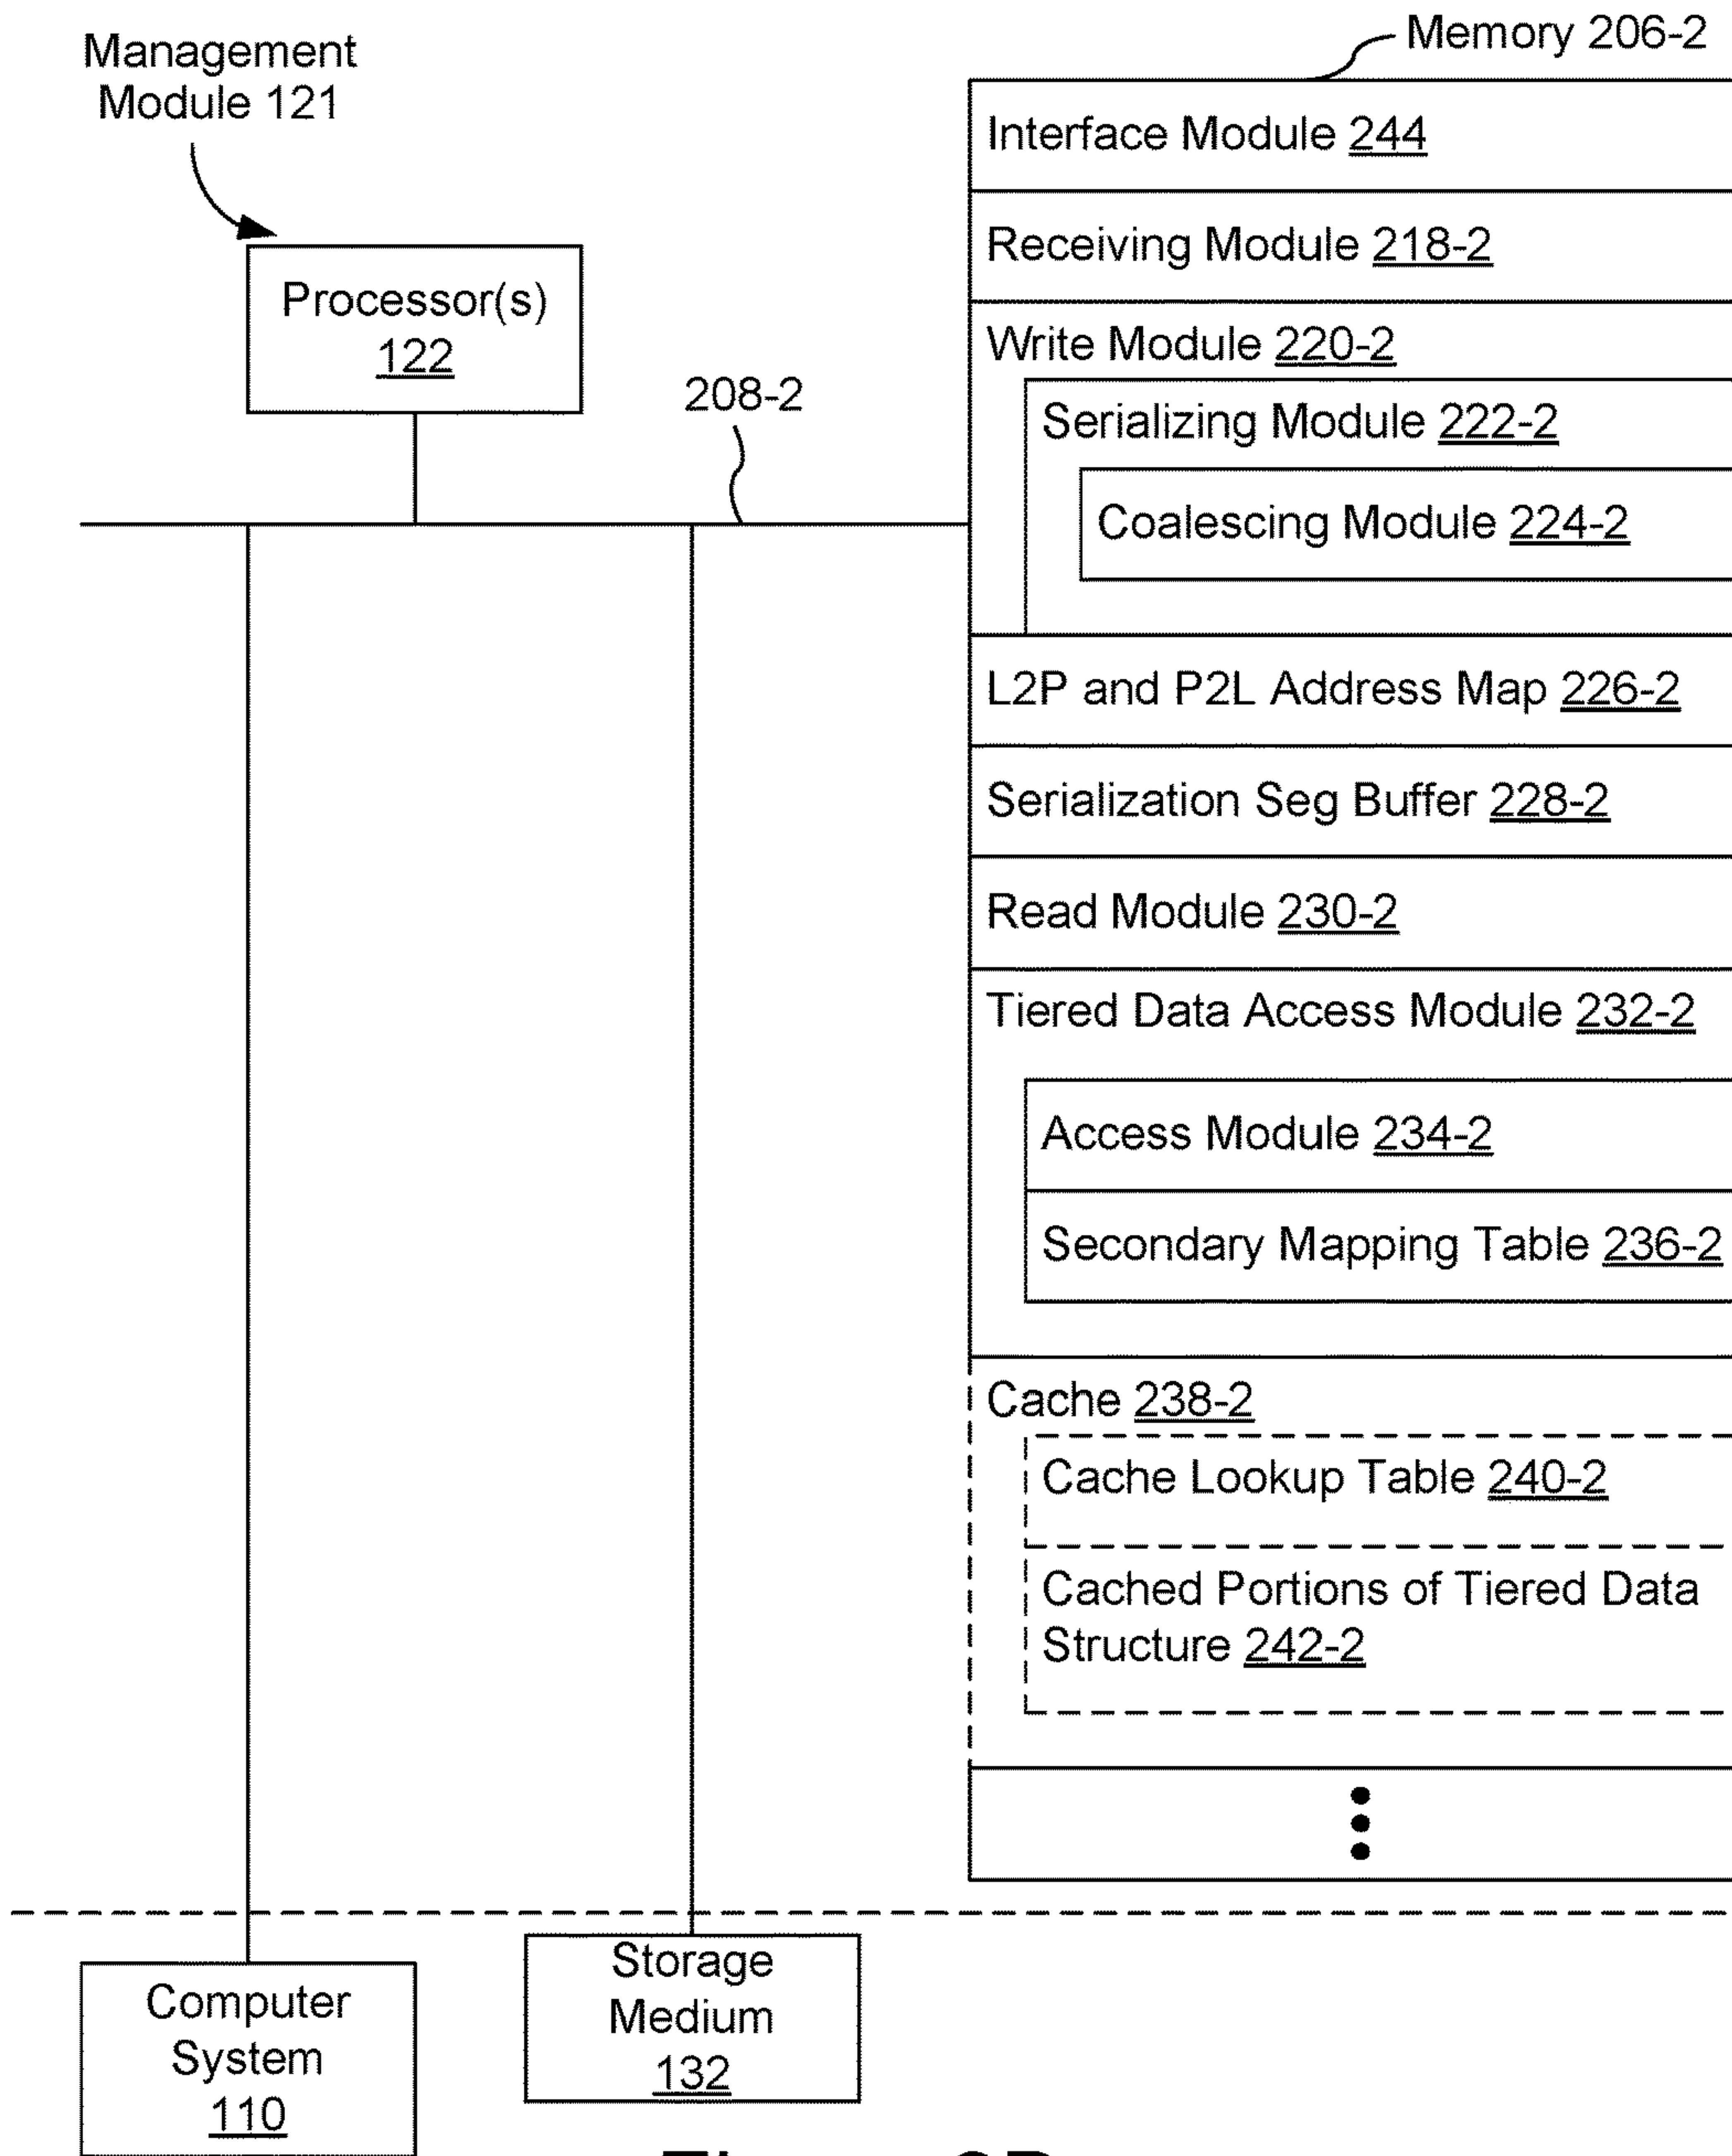 Management
Module 121
Processor(s)
122
208-2
Memory 206-2
Interface Module 244
Receiving Module 218-2
Write Module 220-2
Serializing Module 222-2
Coalescing Module 224-2
L2P and P2L Address Map 226-2
Serialization Seg Buffer 228-2
Read Module 230-2
Tiered Data Access Module 232-2
Access Module 234-2
Secondary Mapping Table 236-2
Cache 238-2
Cache Lookup Table 240-2
Cached Portions of Tiered Data
Structure 242-2
Computer
System
110
Storage
Medium
132